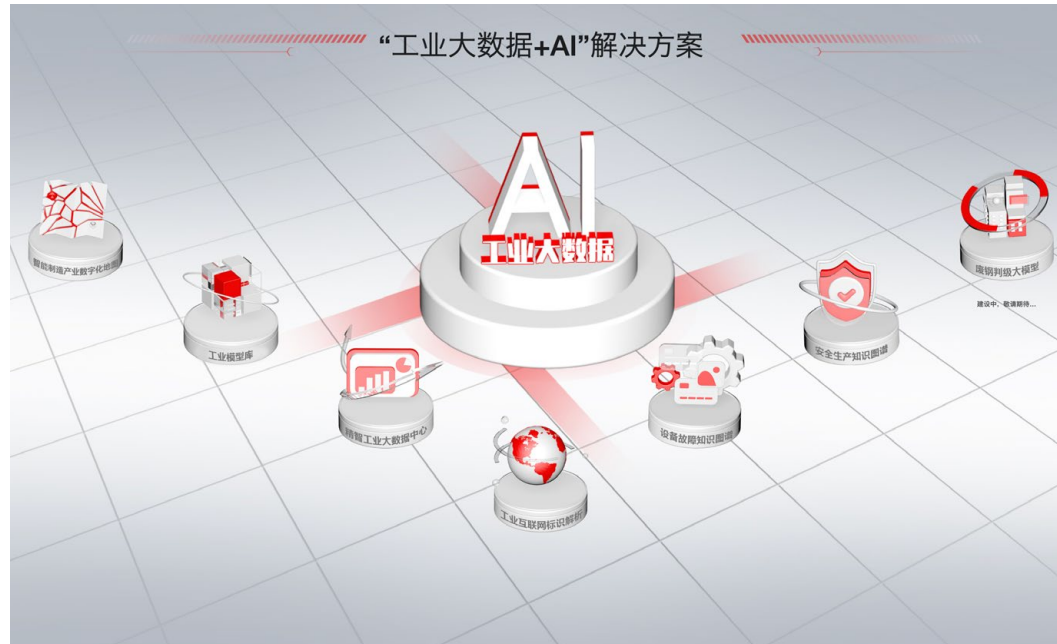 “工业大数据+AI”解决方案
AI
工业大数据
智能制造产业数字化地图
工业模型库
精智工业大数据中心
工业互联网标识解析
设备故障知识图谱
安全生产知识图谱
废钢判级大模型
建设中，敬请期待...